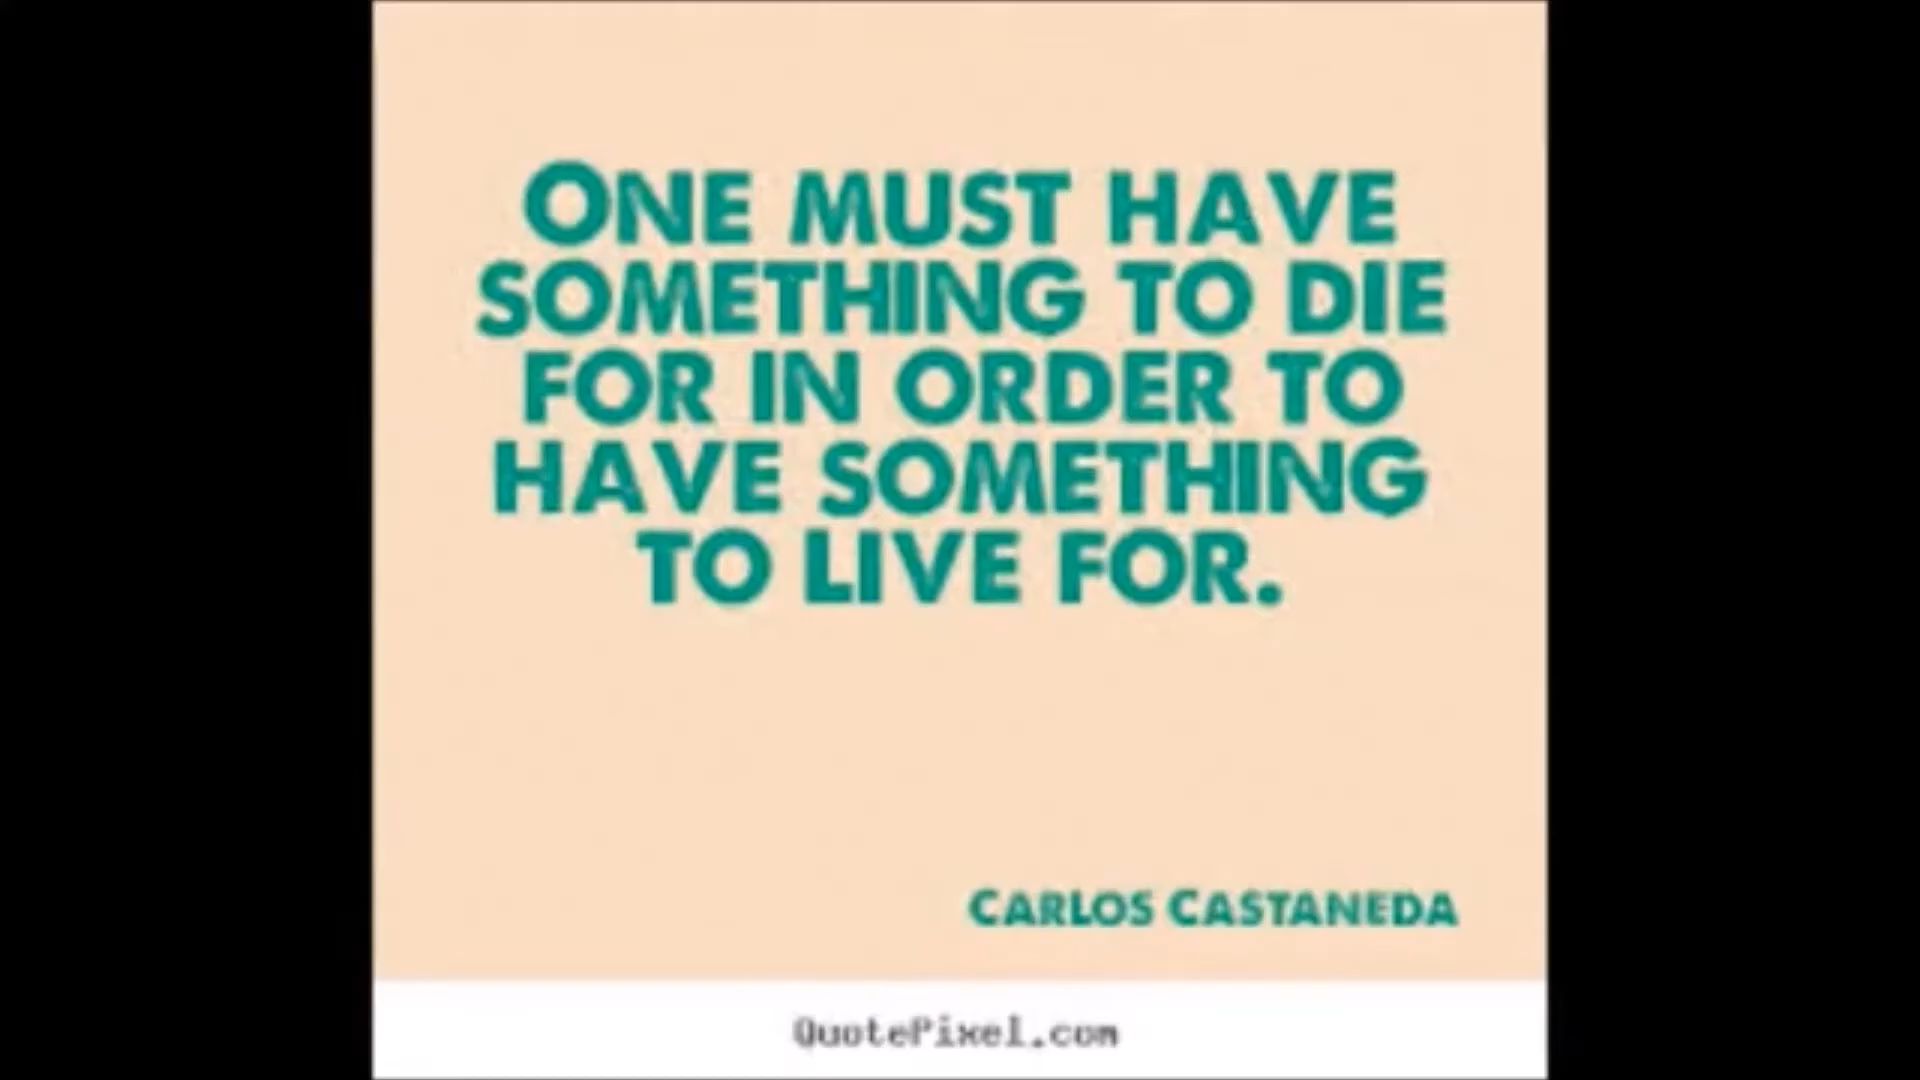 ONE MUST HAVE
SOMETHING TO DIE
FOR IN ORDER TO
HAVE SOMETHING
TO LIVE FOR.
CARLOS CASTANEDA
QuotePixel.com